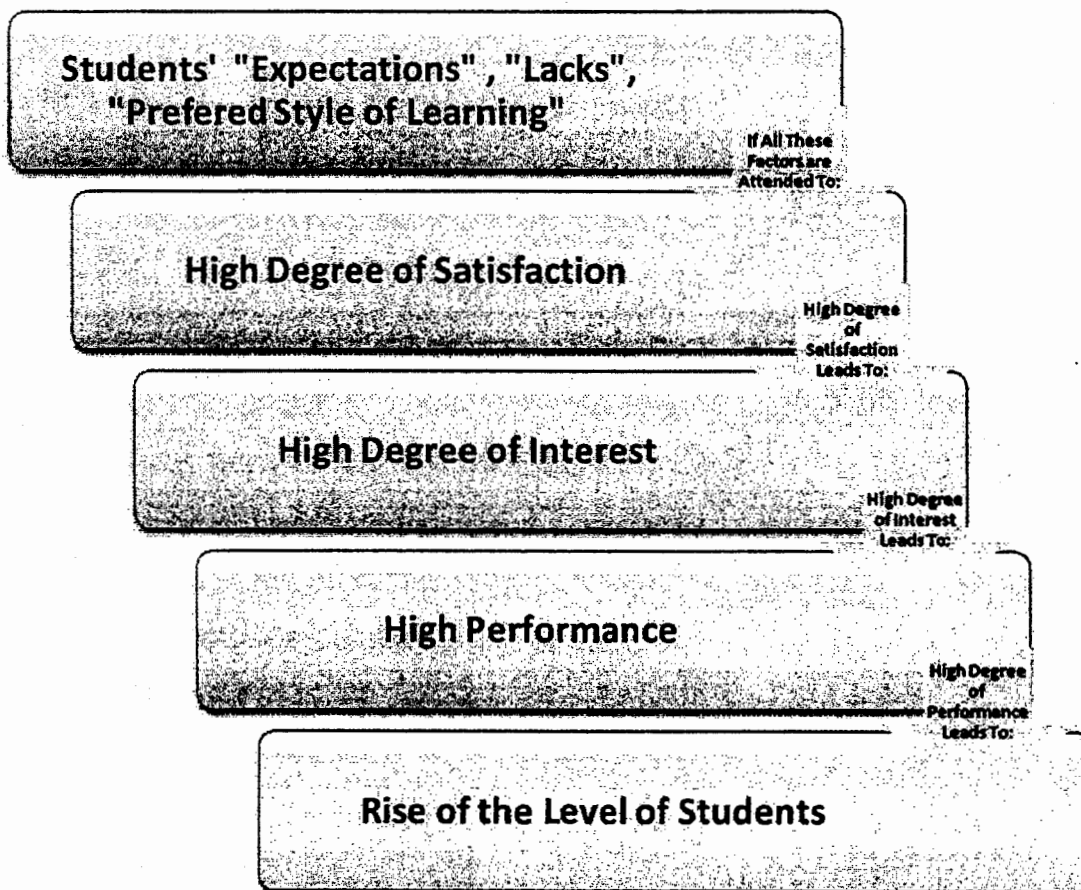 Students' "Expectations" , "Lacks",
"Prefered Style of Learning"
If All These
Factors are
Attended To:
High Degree of Satisfaction
High Degree
of
Satisfaction
Leads To:
High Degree of Interest
High Degree
of Interest
Leads To:
High Performance
High Degree
of
Performance
Leads To:
Rise of the Level of Students